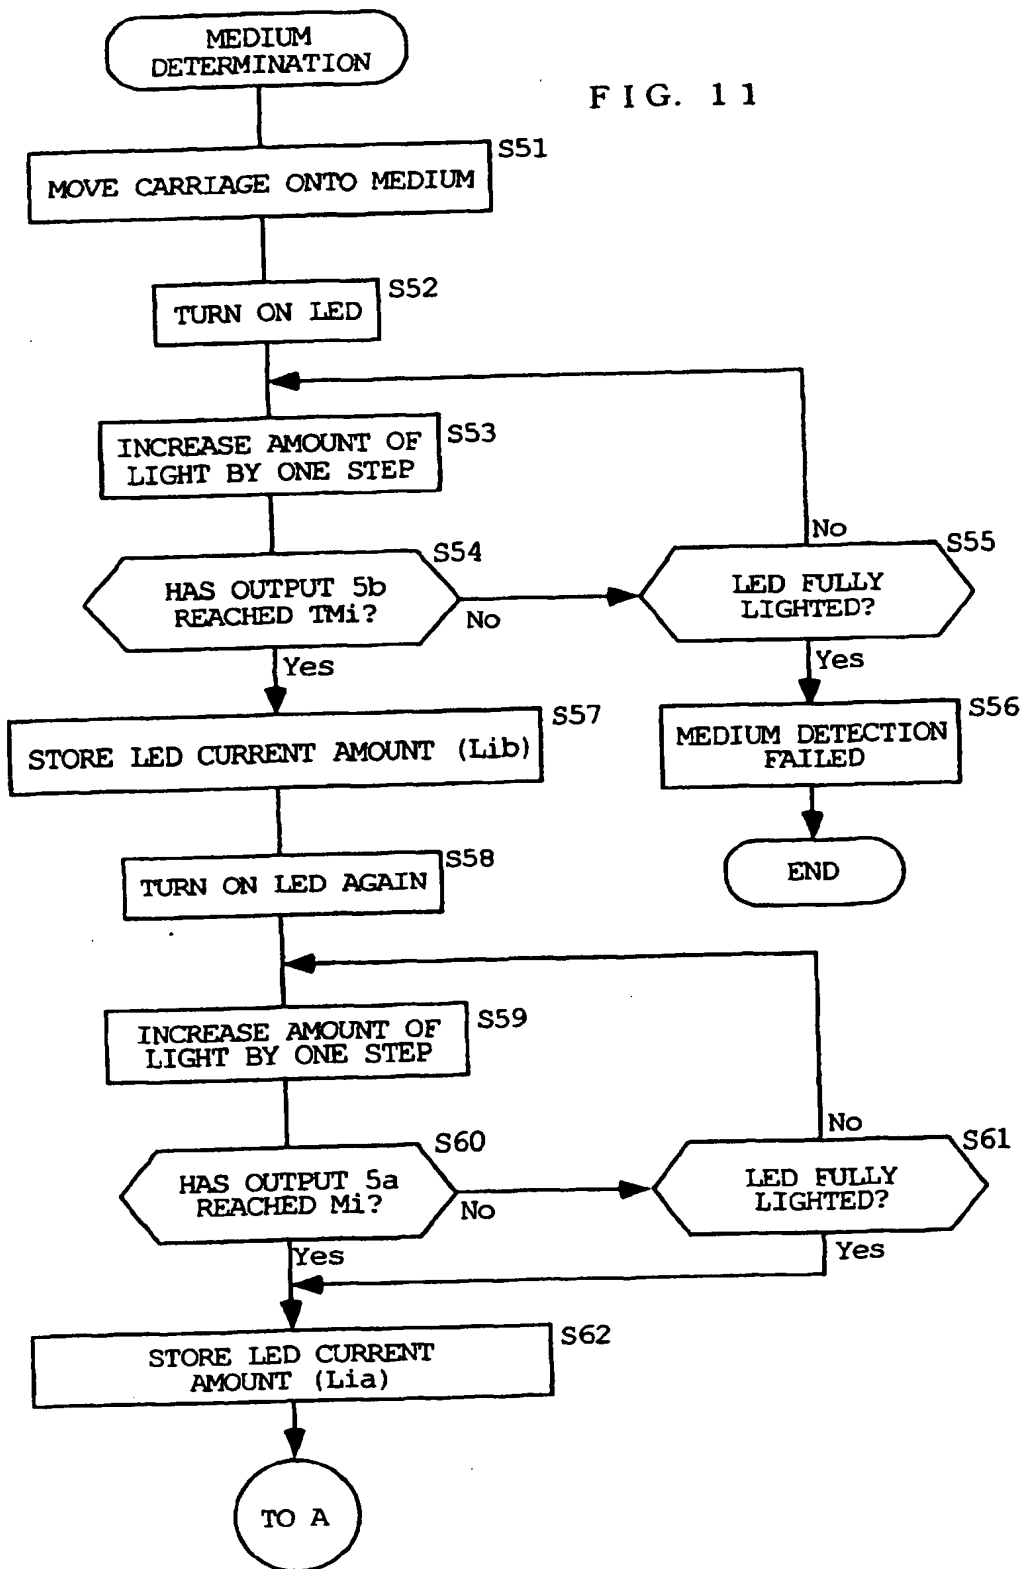 MEDIUM
DETERMINATION
FIG. 11
S51
MOVE CARRIAGE ONTO MEDIUM
S52
TURN ON LED
INCREASE AMOUNT OF
LIGHT BY ONE STEP
S53
No
S54
HAS OUTPUT 5b
REACHED TMi?
No
S55
LED FULLY
LIGHTED?
Yes
Yes
S57
STORE LED CURRENT AMOUNT (Lib)
S56
MEDIUM DETECTION
FAILED
S58
TURN ON LED AGAIN
END
S59
INCREASE AMOUNT OF
LIGHT BY ONE STEP
No
S60
HAS OUTPUT 5a
REACHED Mi?
No
S61
LED FULLY
LIGHTED?
Yes
Yes
S62
STORE LED CURRENT
AMOUNT (Lia)
TO A